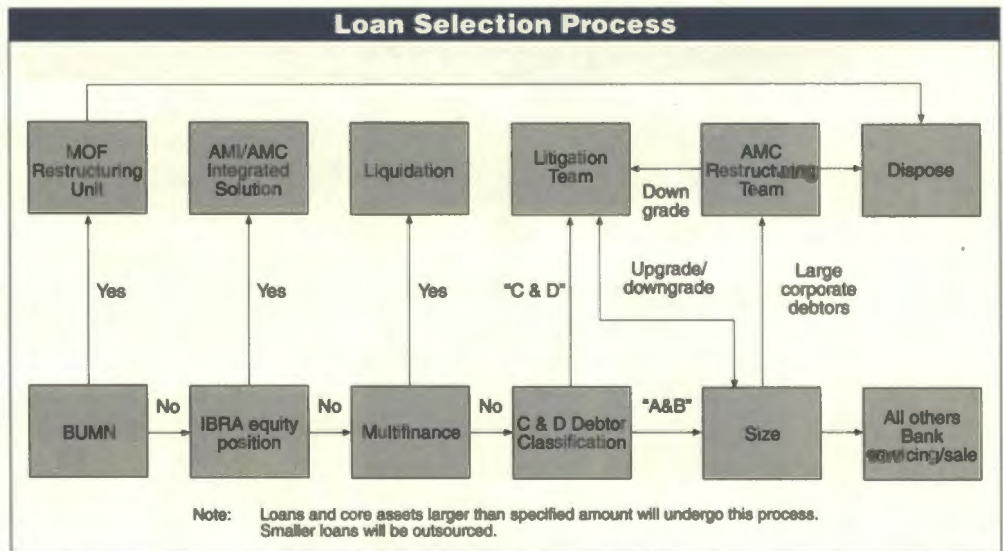 Loan Selection Process
MOF
Restructuring
Unit
AMI/AMC
Integrated
Solution
Liquidation
Litigation
Team
AMC
Restructuring
Team
Dispose
Down
grade
Yes
Yes
Yes
"C & D"
Upgrade/
downgrade
Large
corporate
debtors
BUMN
No
IBRA equity
position
No
Multifinance
No
C & D Debtor
Classification
"A&B"
Size
All others
Bank
servicing/sale
Note: Loans and core assets larger than specified amount will undergo this process.
Smaller loans will be outsourced.